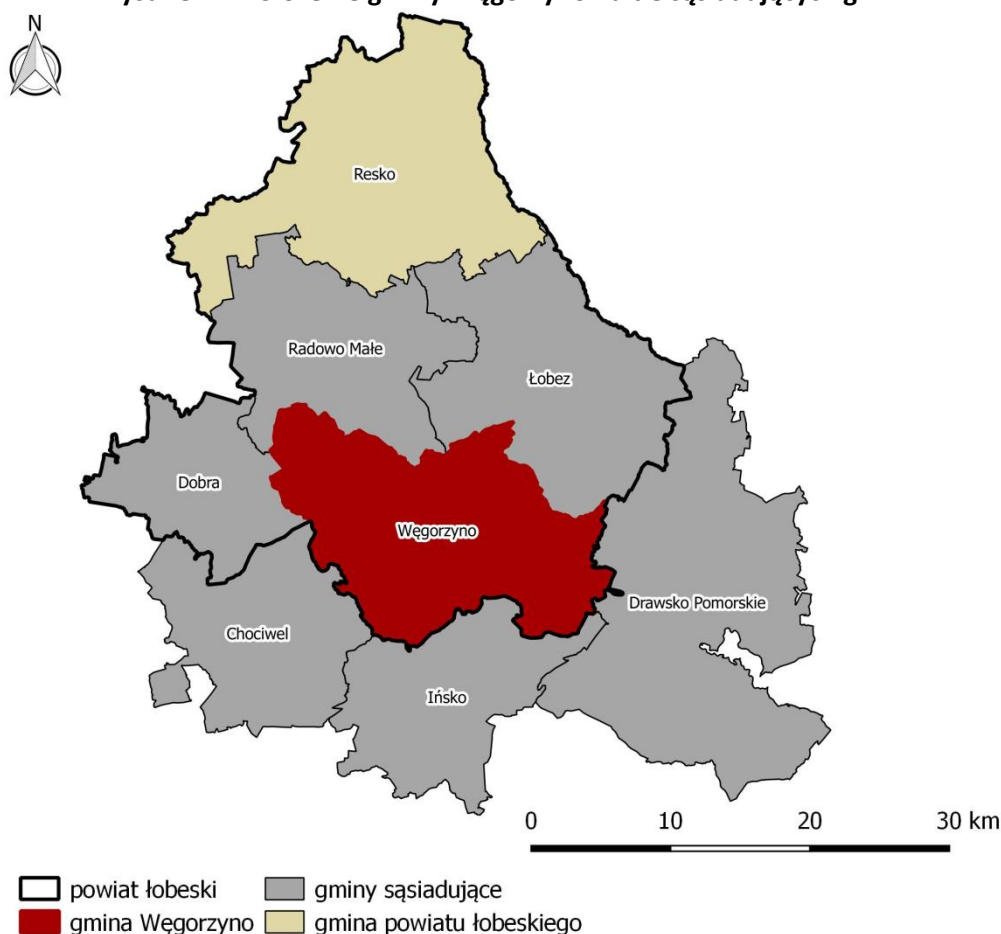 N
Resko
Radowo Małe
Łobez
Dobra
Węgorzyno
Drawsko Pomorskie
Chociwel
Ińsko
0 10 20 30 km
powiat łobeski gminy sąsiadujące
gmina Węgorzyno gmina powiatu łobeskiego